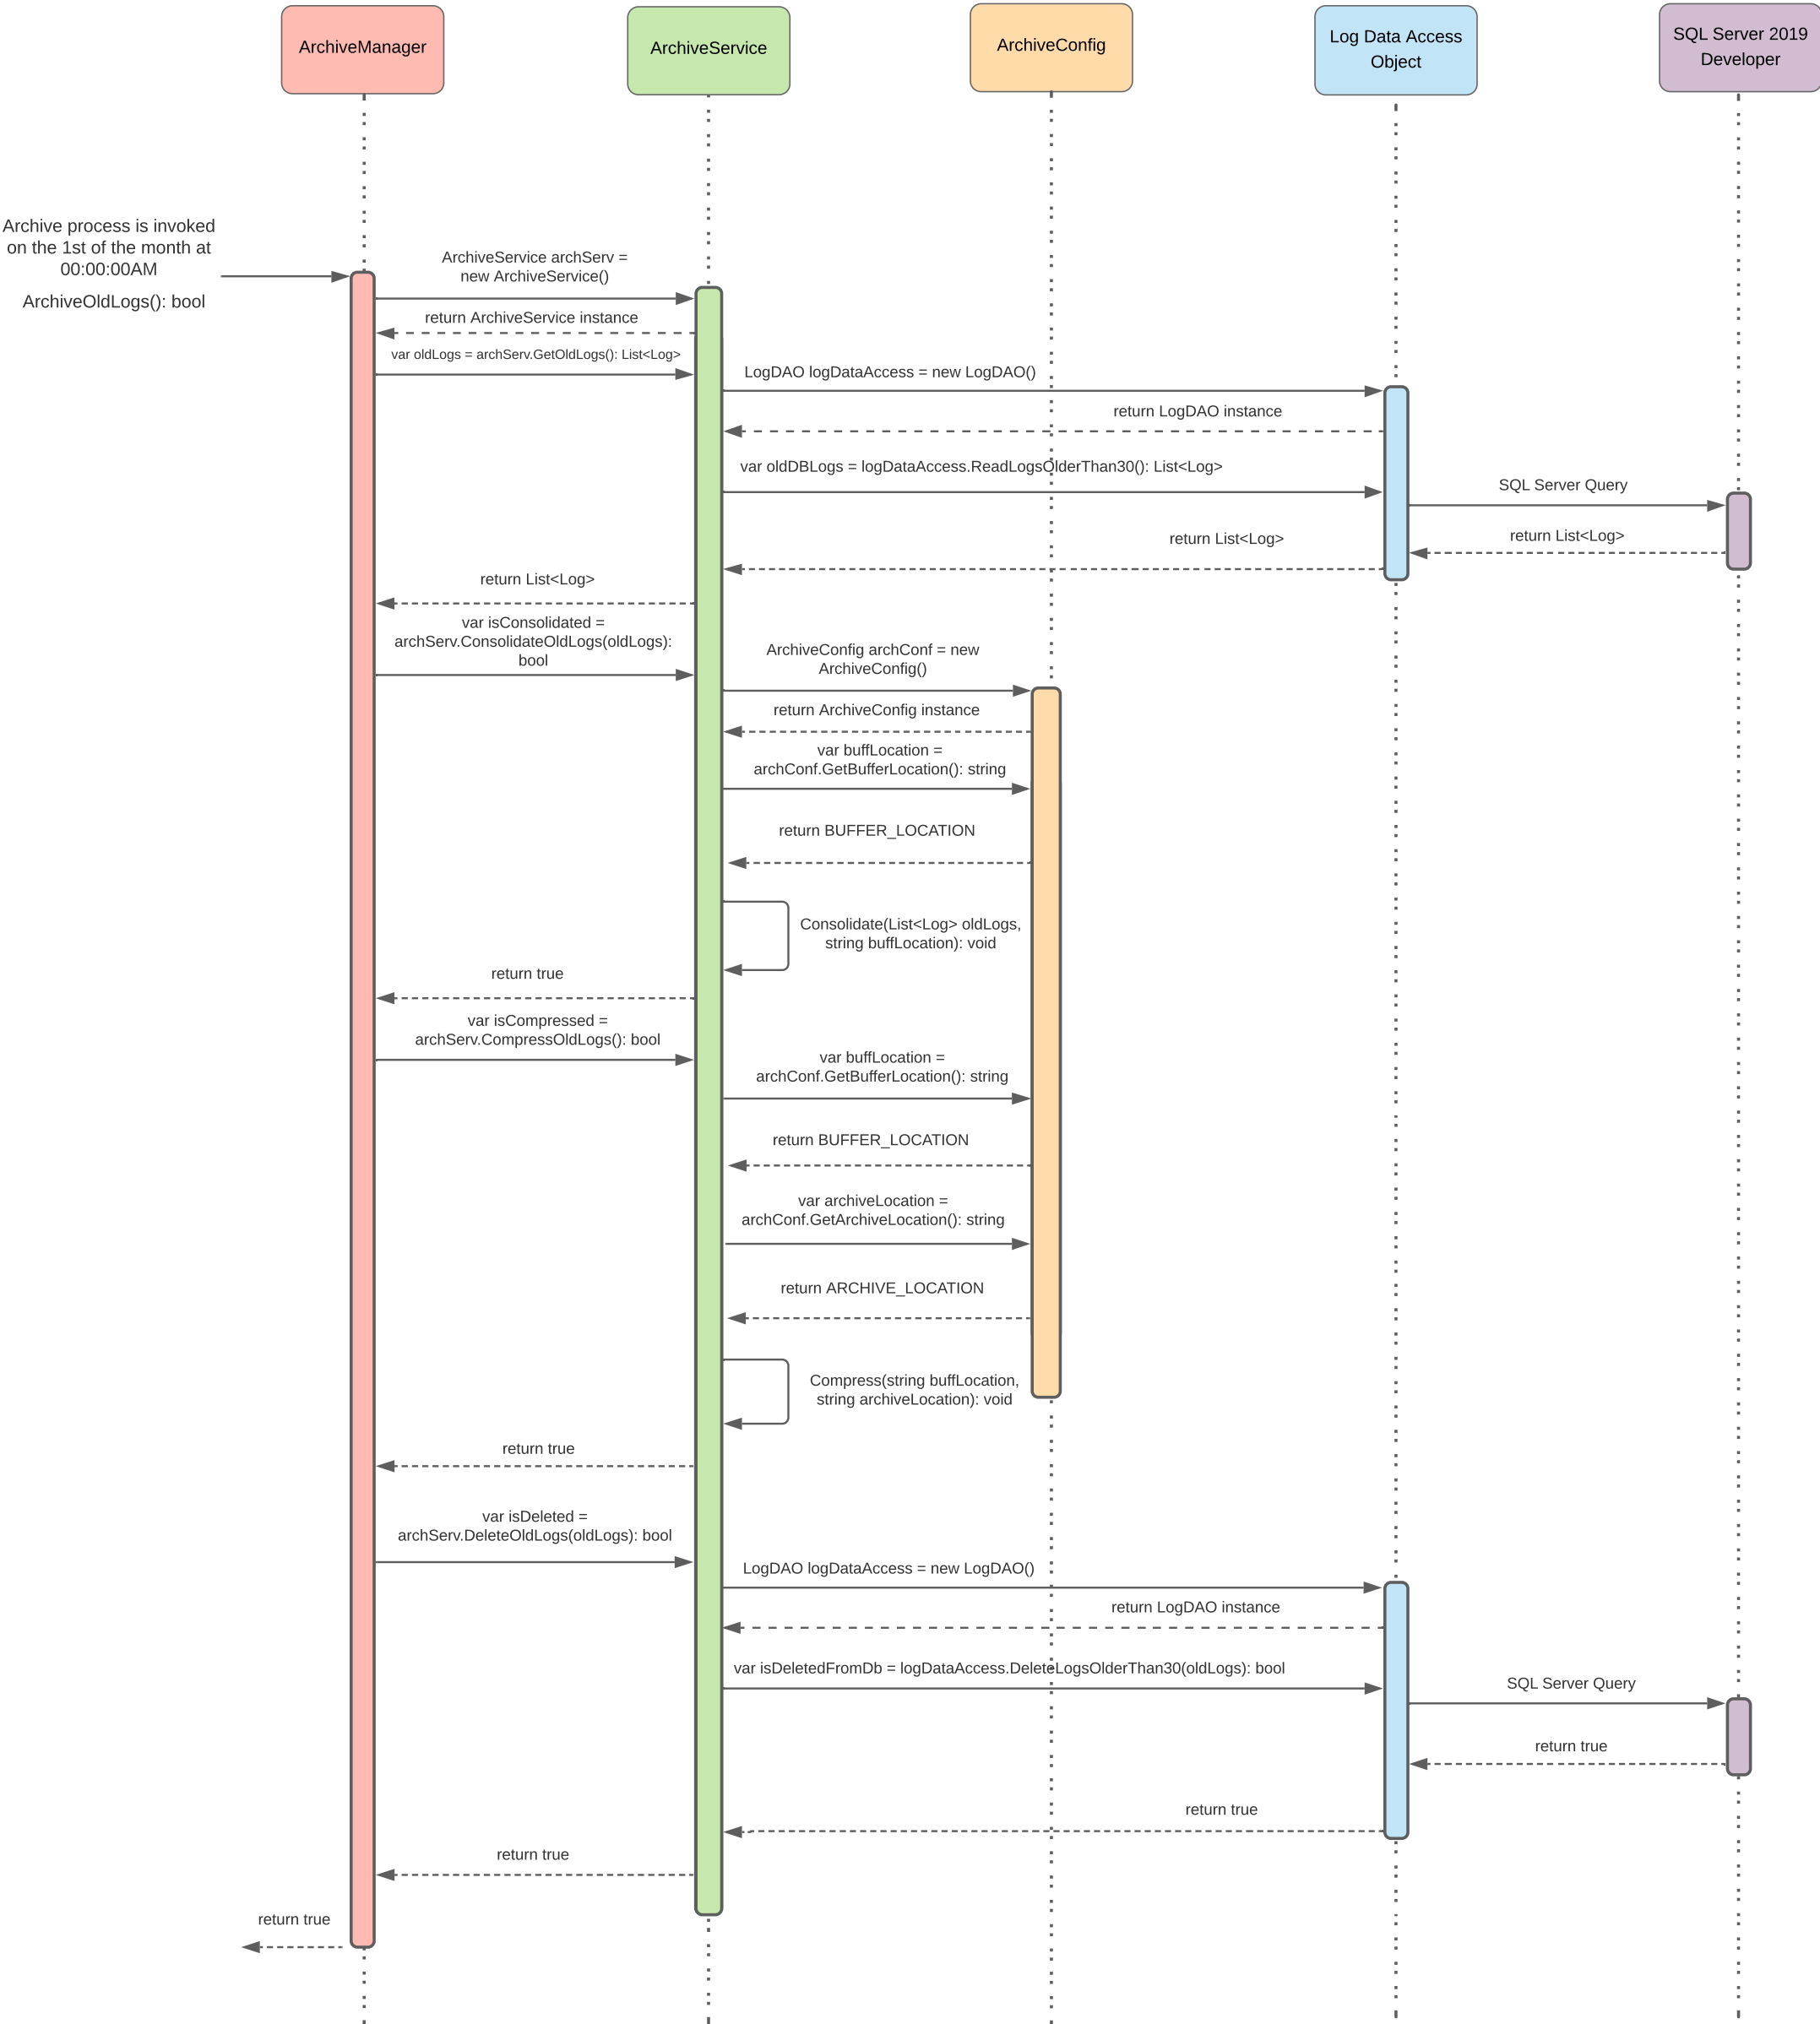 ArchiveManager
ArchiveService
ArchiveConfig
Log Data Access
Object
SQL Server 2019
Developer
Archive process is invoked
on the 1st of the month at
00:00:00AM
ArchiveOldLogs(): bool
ArchiveService archServ =
new ArchiveService()
return ArchiveService instance
var oldLogs = archServ.GetOldLogs(): List<Log>
LogDAO logDataAccess = new LogDAO()
return LogDAO instance
var oldDBLogs = logDataAccess.ReadLogsOlderThan30(): List<Log>
SQL Server Query
return List<Log>
return List<Log>
return List<Log>
var isConsolidated =
archServ.ConsolidateOldLogs(oldLogs):
bool
ArchiveConfig archConf = new
ArchiveConfig()
return ArchiveConfig instance
var buffLocation =
archConf.GetBufferLocation(): string
return BUFFER_LOCATION
Consolidate(List<Log> oldLogs,
string buffLocation): void
return true
var isCompressed =
archServ.CompressOldLogs(): bool
var buffLocation =
archConf.GetBufferLocation(): string
return BUFFER_LOCATION
var archiveLocation =
archConf.GetArchiveLocation(): string
return ARCHIVE_LOCATION
Compress(string buffLocation,
string archiveLocation): void
return true
var isDeleted =
archServ.DeleteOldLogs(oldLogs): bool
LogDAO logDataAccess = new LogDAO()
return LogDAO instance
var isDeletedFromDb = logDataAccess.DeleteLogsOlderThan30(oldLogs): bool
SQL Server Query
return true
return true
return true
return true